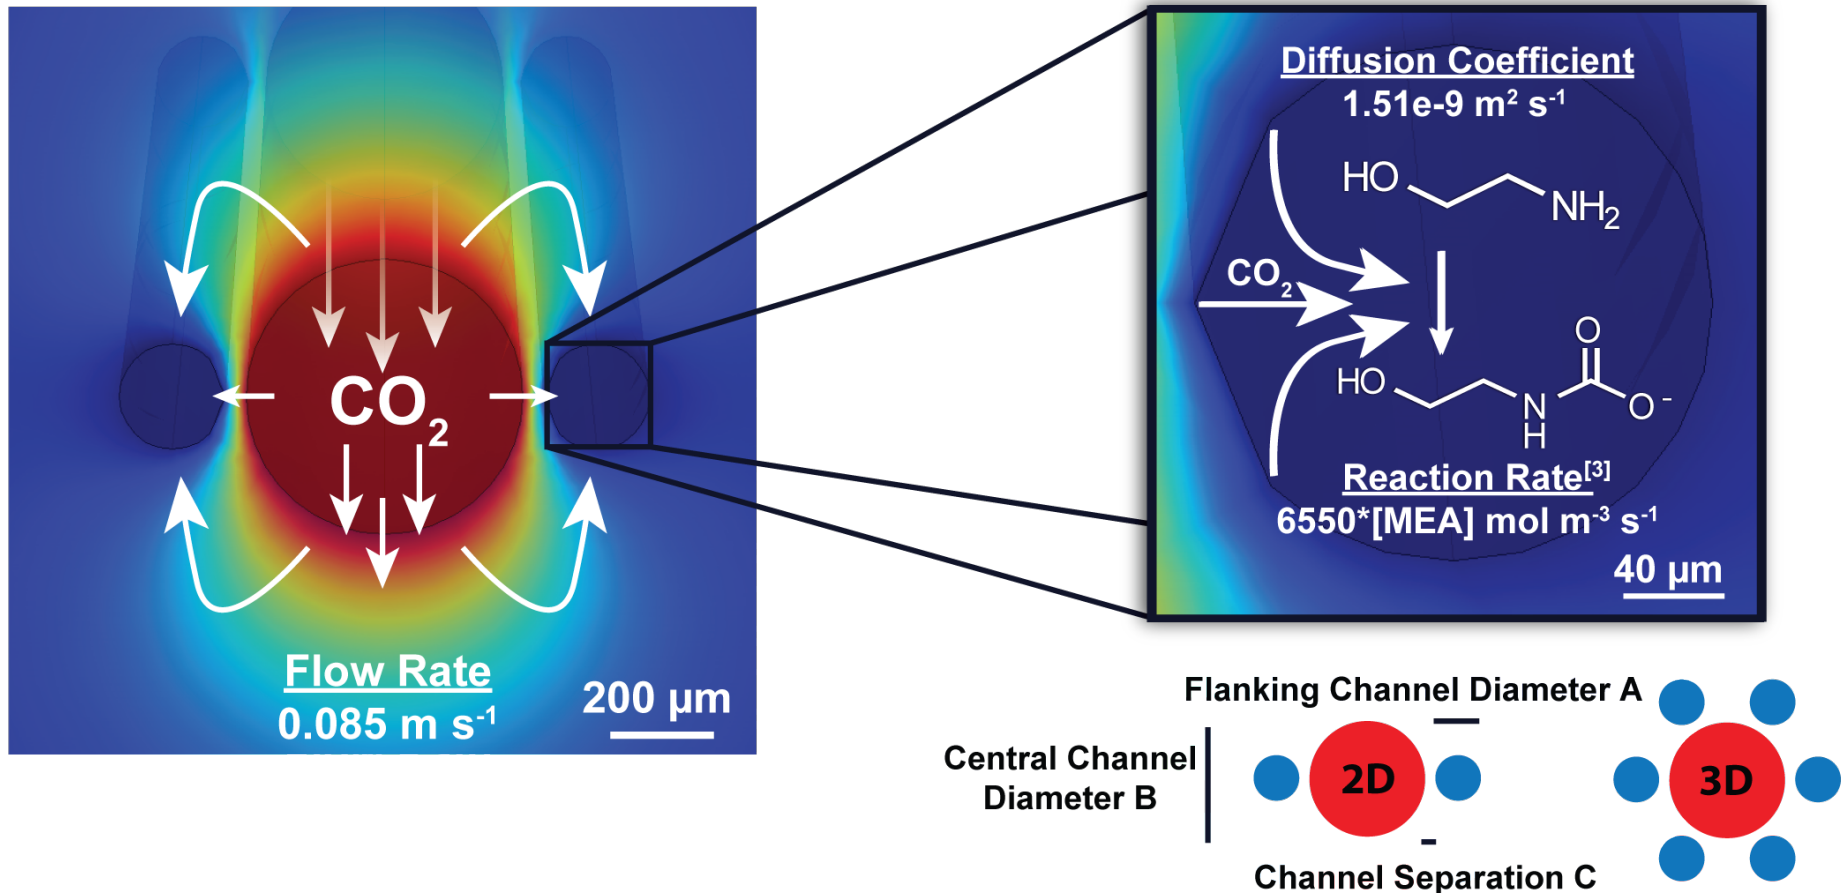 CO2
Flow Rate
0.085 m s-1
200 µm
Diffusion Coefficient
1.51e-9 m2 s-1
HO
NH2
CO2
O
HO
N
H
O-
Reaction Rate[3]
6550*[MEA] mol m-3 s-1
40 µm
Flanking Channel Diameter A
Central Channel
Diameter B
2D
3D
Channel Separation C